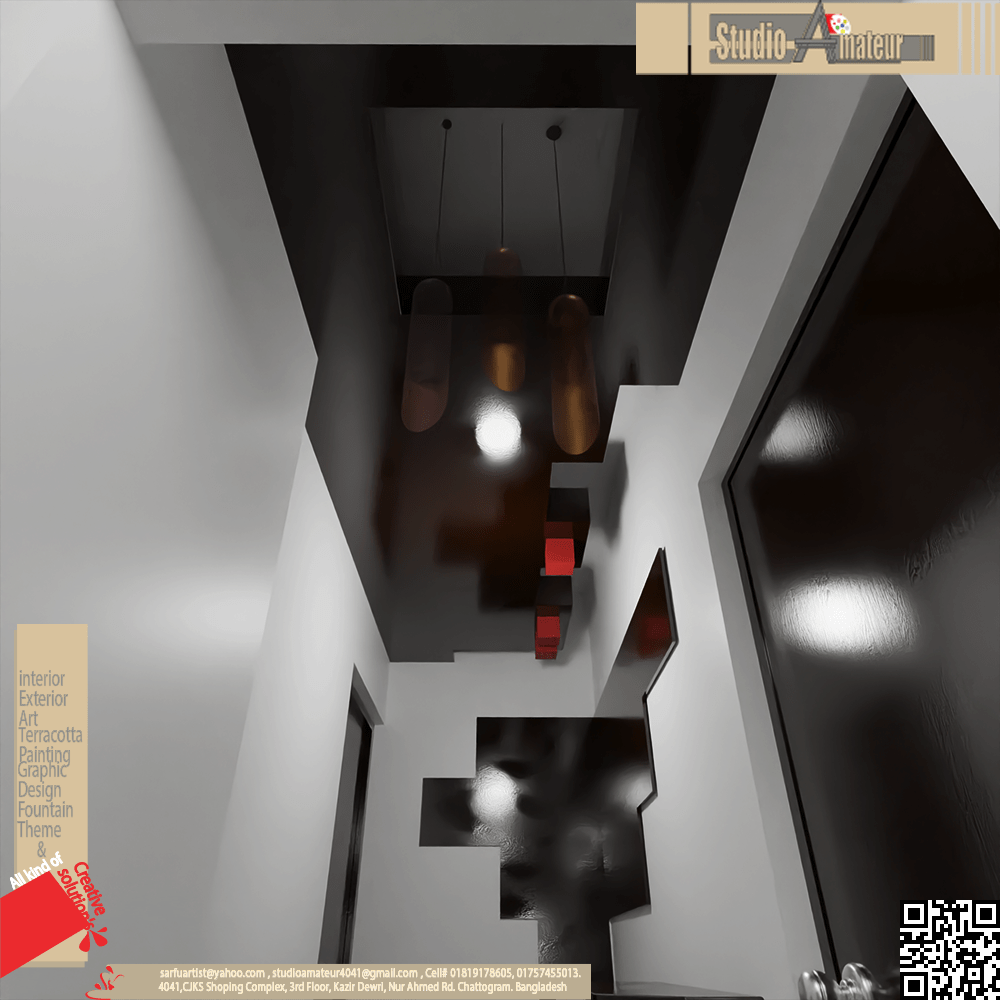 Studio-Amateur
interior
Exterior
Art
Terracotta
Painting
Graphic
Design
Fountain
Theme
&
All kind of
Creative
solution's
sarfuartist@yahoo.com , studioamateur4041@gmail.com , Cell# 01819178605, 01757455013.
4041,CJKS Shoping Complex, 3rd Floor, Kazir Dewri, Nur Ahmed Rd. Chattogram. Bangladesh